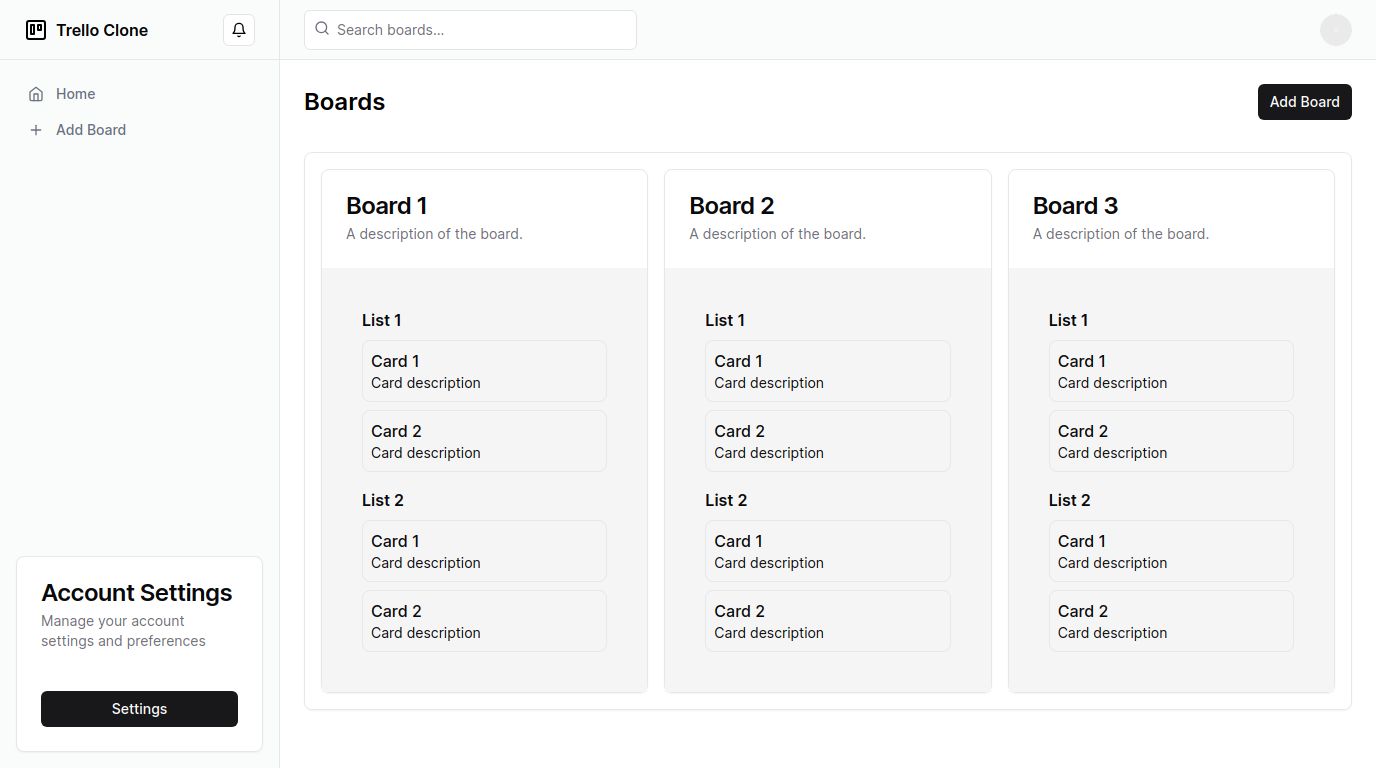 Trello Clone
Search boards...
Home
Add Board
Account Settings
Manage your account
settings and preferences
Settings
Boards
Add Board
Board 1
A description of the board.
List 1
Card 1
Card description
Card 2
Card description
List 2
Card 1
Card description
Card 2
Card description
Board 2
A description of the board.
List 1
Card 1
Card description
Card 2
Card description
List 2
Card 1
Card description
Card 2
Card description
Board 3
A description of the board.
List 1
Card 1
Card description
Card 2
Card description
List 2
Card 1
Card description
Card 2
Card description